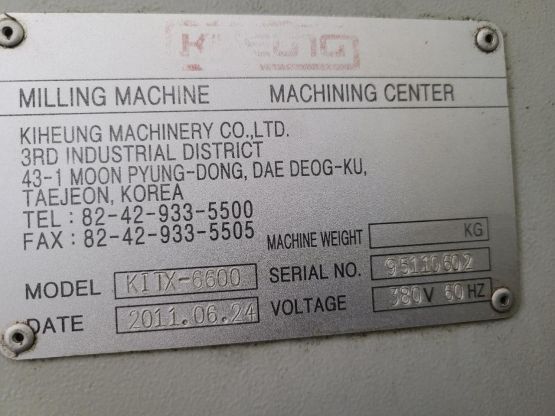 MILLING MACHINE MACHINING CENTER
KIHEUNG MACHINERY CO.,LTD.
3RD INDUSTRIAL DISTRICT
43-1 MOON PYUNG-DONG, DAE DEOG-KU,
TAEJEON, KOREA
TEL : 82-42-933-5500
FAX : 82-42-933-5505
MACHINE WEIGHT KG
MODEL KITX-6600 SERIAL NO. 95110602
DATE 2011.06.24 VOLTAGE 380V 60 HZ